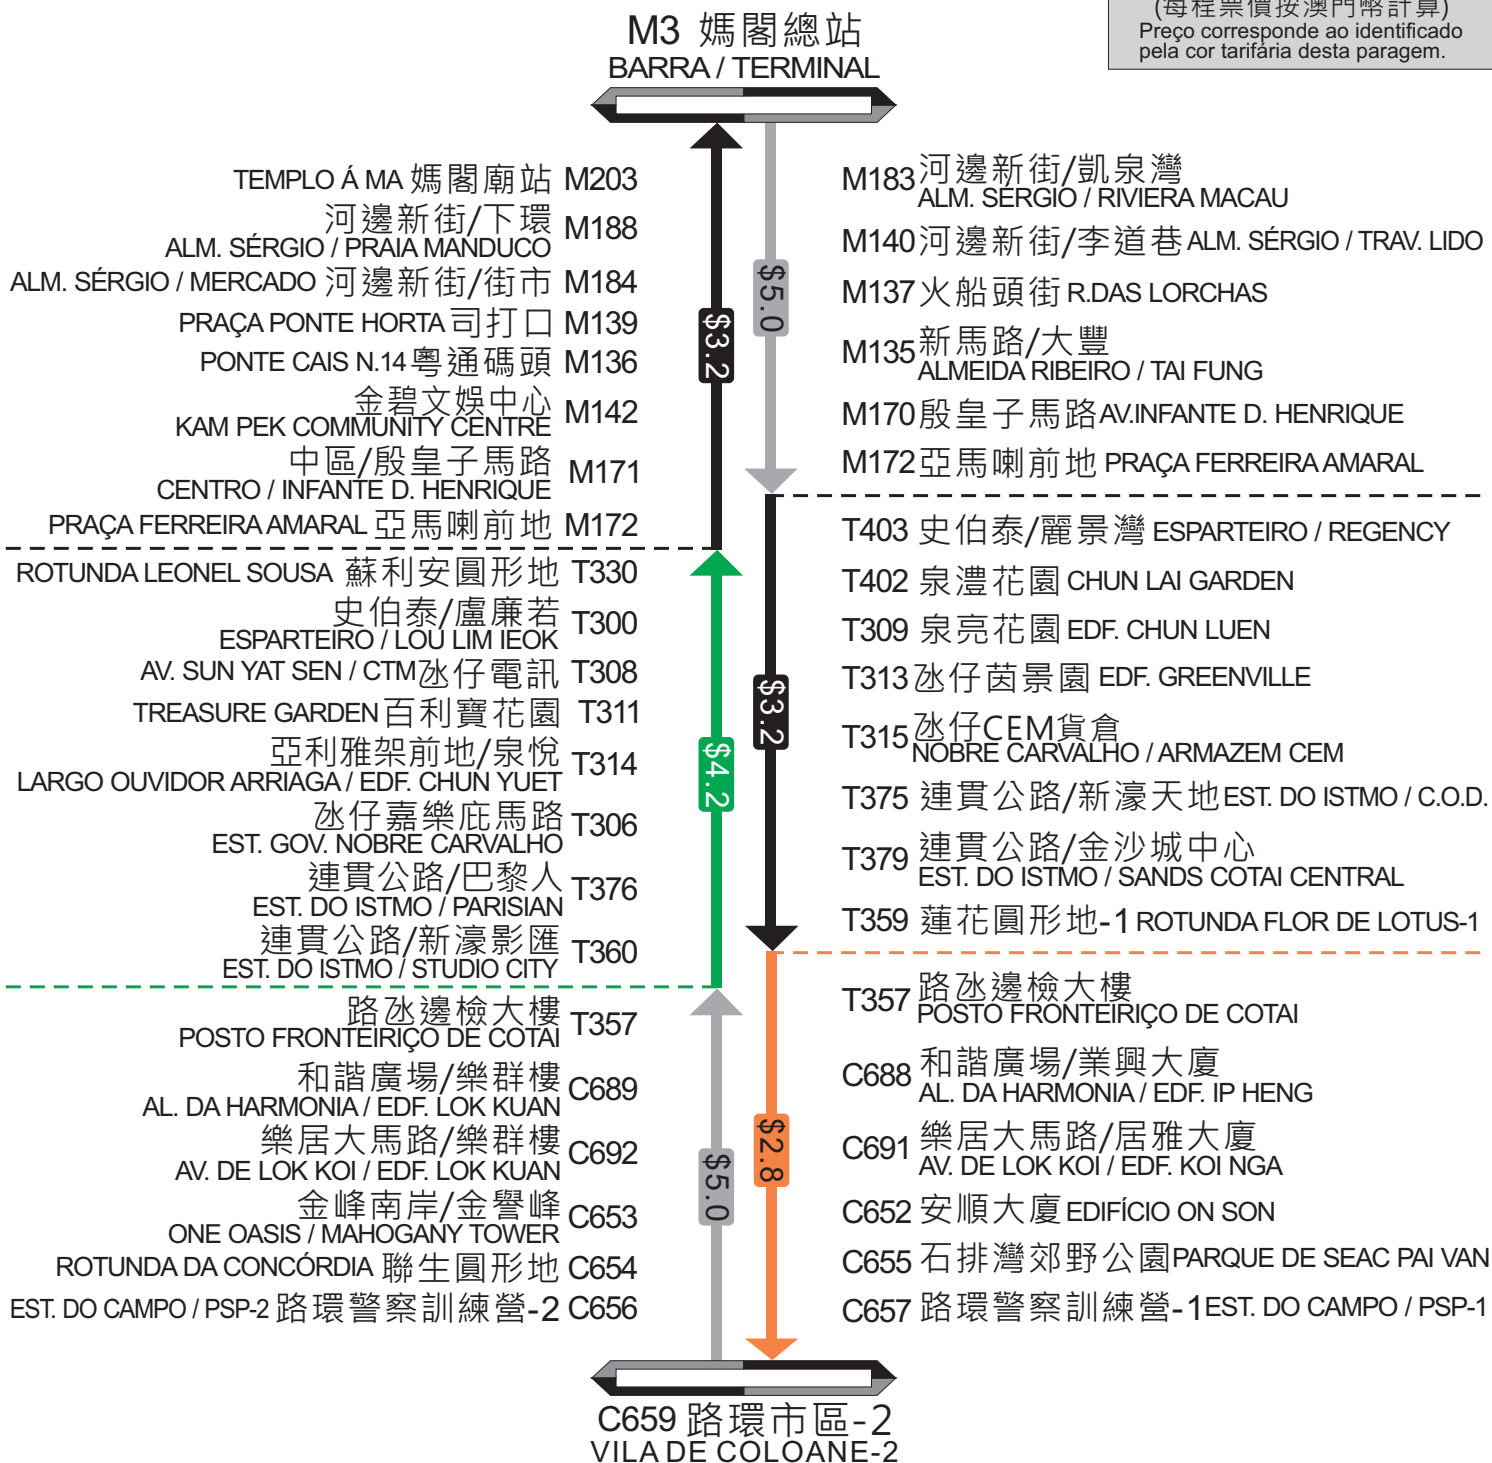 (每程票價按澳門幣計算)
Preço corresponde ao identificado
pela cor tarifária desta paragem.
M3 媽閣總站
BARRA / TERMINAL
TEMPLO Á MA 媽閣廟站 M203
河邊新街/下環 M188
ALM. SÉRGIO / PRAIA MANDUCO
ALM. SÉRGIO / MERCADO 河邊新街/街市 M184
PRAÇA PONTE HORTA 司打口 M139
PONTE CAIS N.14 粵通碼頭 M136
金碧文娛中心 M142
KAM PEK COMMUNITY CENTRE
中區/殷皇子馬路 M171
CENTRO / INFANTE D. HENRIQUE
PRAÇA FERREIRA AMARAL 亞馬喇前地 M172
$3.2
ROTUNDA LEONEL SOUSA 蘇利安圓形地 T330
史伯泰/盧廉若 T300
ESPARTEIRO / LOU LIM IEOK
AV. SUN YAT SEN / CTM 氹仔電訊 T308
TREASURE GARDEN 百利寶花園 T311
亞利雅架前地/泉悅 T314
LARGO OUVIDOR ARRIAGA / EDF. CHUN YUET
氹仔嘉樂庇馬路 T306
EST. GOV. NOBRE CARVALHO
連貫公路/巴黎人 T376
EST. DO ISTMO / PARISIAN
連貫公路/新濠影匯 T360
EST. DO ISTMO / STUDIO CITY
$4.2
路氹邊檢大樓 T357
POSTO FRONTEIRIÇO DE COTAI
和諧廣場/樂群樓 C689
AL. DA HARMONIA / EDF. LOK KUAN
樂居大馬路/樂群樓 C692
AV. DE LOK KOI / EDF. LOK KUAN
金峰南岸/金譽峰 C653
ONE OASIS / MAHOGANY TOWER
ROTUNDA DA CONCÓRDIA 聯生圓形地 C654
EST. DO CAMPO / PSP-2 路環警察訓練營-2 C656
$5.0
M183 河邊新街/凱泉灣
ALM. SÉRGIO / RIVIERA MACAU
M140 河邊新街/李道巷 ALM. SÉRGIO / TRAV. LIDO
M137 火船頭街 R.DAS LORCHAS
M135 新馬路/大豐
ALMEIDA RIBEIRO / TAI FUNG
M170 殷皇子馬路 AV.INFANTE D. HENRIQUE
M172 亞馬喇前地 PRAÇA FERREIRA AMARAL
$5.0
T403 史伯泰/麗景灣 ESPARTEIRO / REGENCY
T402 泉澧花園 CHUN LAI GARDEN
T309 泉亮花園 EDF. CHUN LUEN
T313 氹仔茵景園 EDF. GREENVILLE
T315 氹仔CEM貨倉
NOBRE CARVALHO / ARMAZEM CEM
T375 連貫公路/新濠天地 EST. DO ISTMO / C.O.D.
T379 連貫公路/金沙城中心
EST. DO ISTMO / SANDS COTAI CENTRAL
T359 蓮花圓形地-1 ROTUNDA FLOR DE LOTUS-1
$3.2
T357 路氹邊檢大樓
POSTO FRONTEIRIÇO DE COTAI
C688 和諧廣場/業興大廈
AL. DA HARMONIA / EDF. IP HENG
C691 樂居大馬路/居雅大廈
AV. DE LOK KOI / EDF. KOI NGA
C652 安順大廈 EDIFÍCIO ON SON
C655 石排灣郊野公園 PARQUE DE SEAC PAI VAN
C657 路環警察訓練營-1 EST. DO CAMPO / PSP-1
$2.8
C659 路環市區-2
VILA DE COLOANE-2